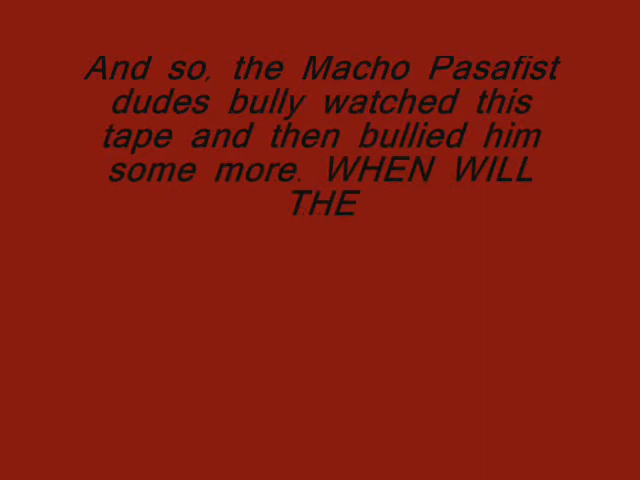 And so, the Macho Pasafist
dudes bully watched this
tape and then bullied him
some more. WHEN WILL
THE